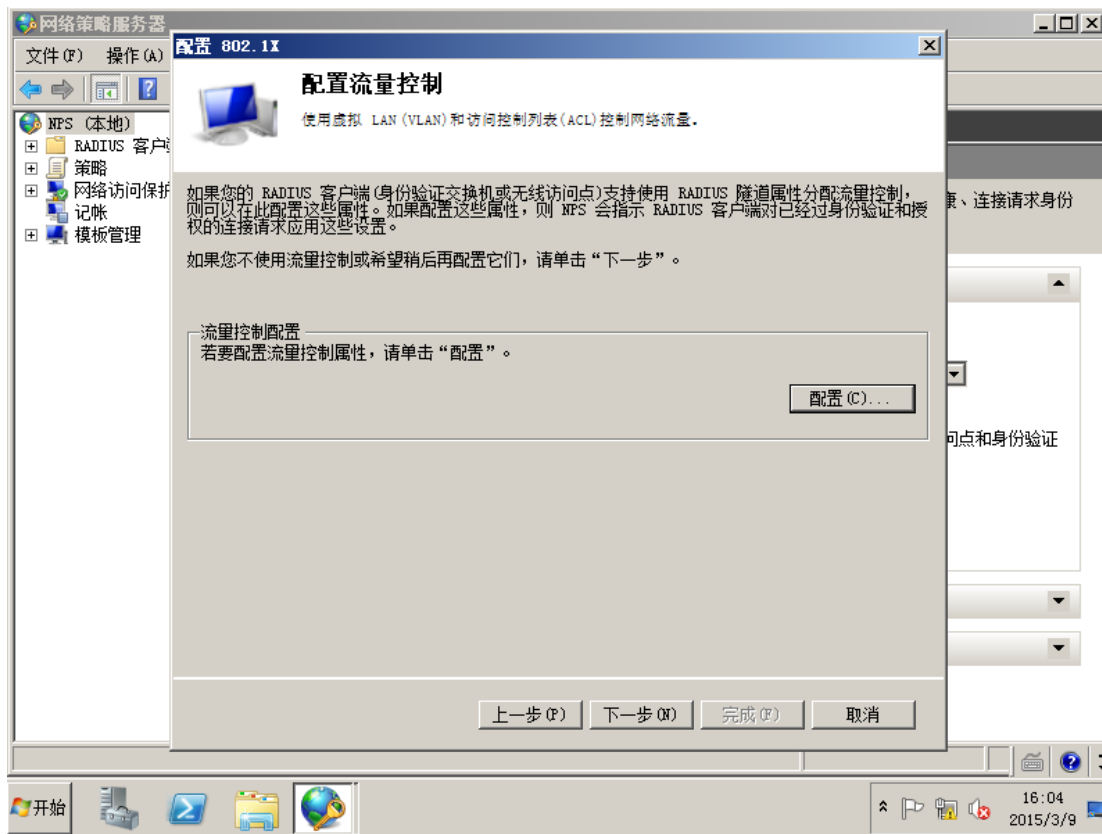 网络策略服务器
文件(F) 操作(A)
NPS (本地)
RADIUS 客户
策略
网络访问保护
记帐
模板管理
配置 802.1X
配置流量控制
使用虚拟 LAN(VLAN)和访问控制列表(ACL)控制网络流量.
如果您的 RADIUS 客户端(身份验证交换机或无线访问点)支持使用 RADIUS 隧道属性分配流量控制,
则可以在此配置这些属性。如果配置这些属性,则 NPS 会指示 RADIUS 客户端对已经过身份验证和授
权的连接请求应用这些设置。
如果您不使用流量控制或希望稍后再配置它们,请单击“下一步”。
流量控制配置
若要配置流量控制属性,请单击“配置”。
配置(C)...
上一步(P) 下一步(N) 完成(F) 取消
、连接请求身份
问点和身份验证
开始
16:04
2015/3/9